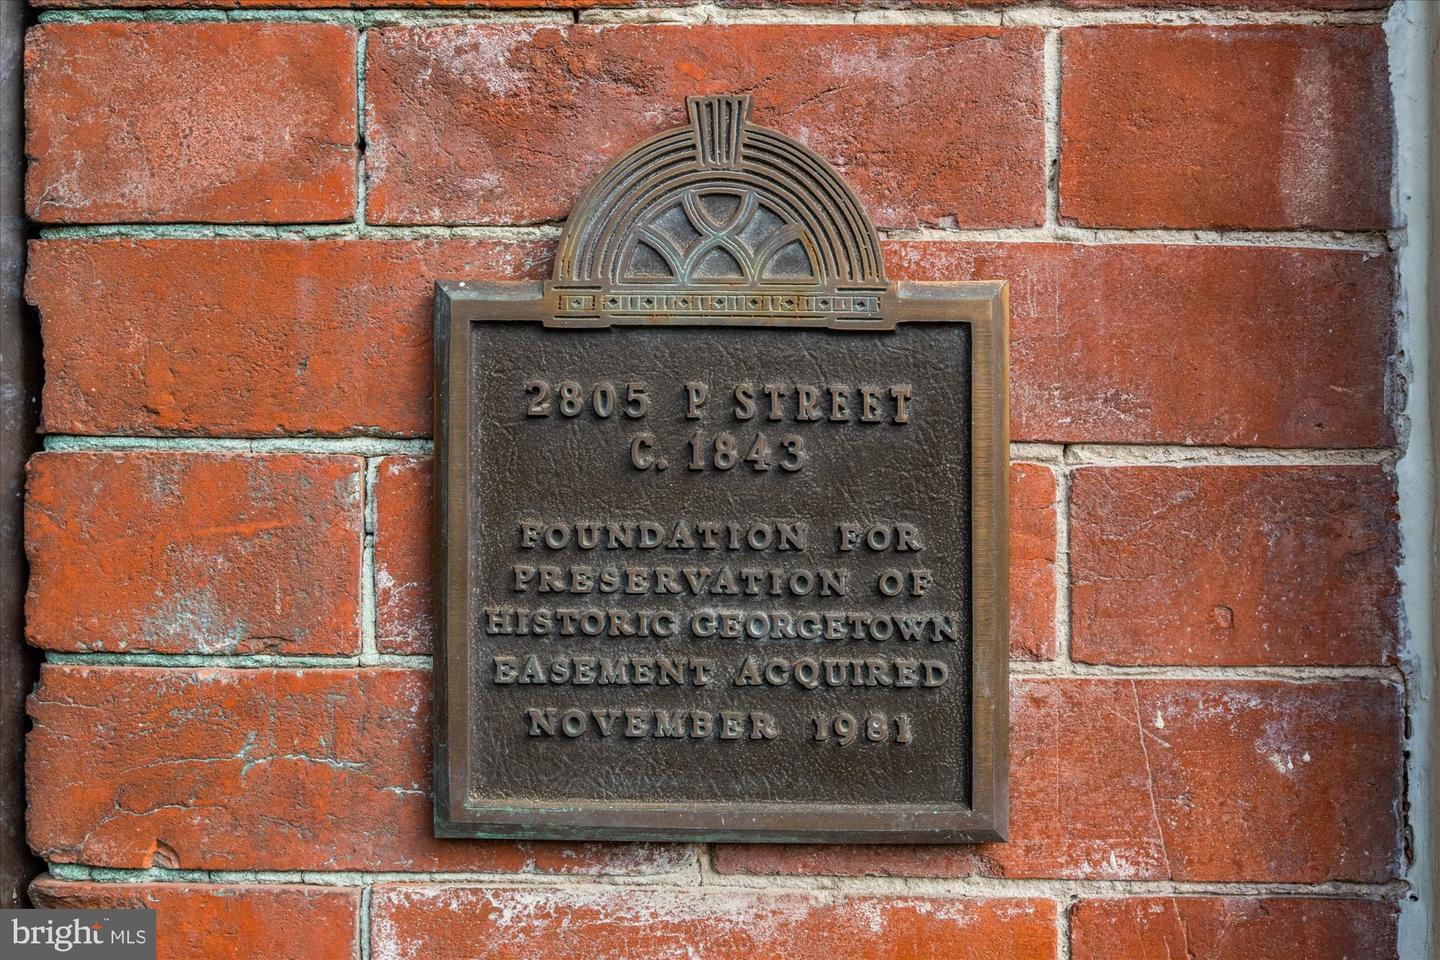 2805 P STREET
C. 1843
FOUNDATION FOR
PRESERVATION OF
HISTORIC GEORGETOWN
EASEMENT ACQUIRED
NOVEMBER 1981
bright MLS